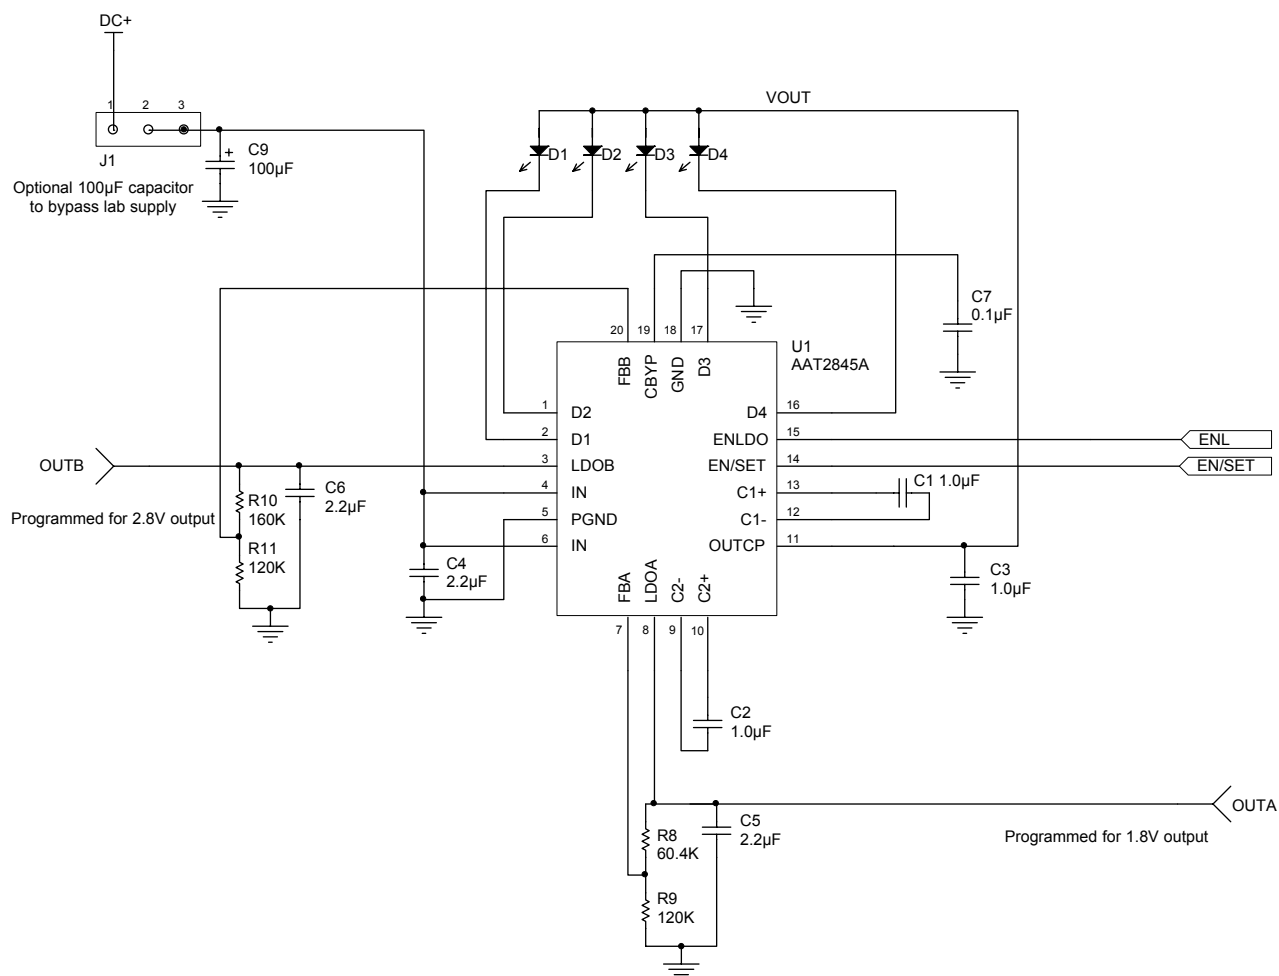 DC+
1 2 3
J1
C9
100µF
Optional 100µF capacitor
to bypass lab supply
VOUT
D1
D2
D3
D4
C7
0.1µF
20 19 18 17
U1
AAT2845A
FBB
CBYP
GND
D3
1 D2
2 D1
3 LDOB
4 IN
5 PGND
6 IN
D4 16
ENLDO 15
EN/SET 14
C1+ 13
C1- 12
OUTCP 11
ENL
EN/SET
C1 1.0µF
OUTB
Programmed for 2.8V output
R10
160K
R11
120K
C6
2.2µF
C4
2.2µF
C3
1.0µF
FBA
LDOA
C2-
C2+
7 8 9 10
C2
1.0µF
R8
60.4K
R9
120K
C5
2.2µF
OUTA
Programmed for 1.8V output